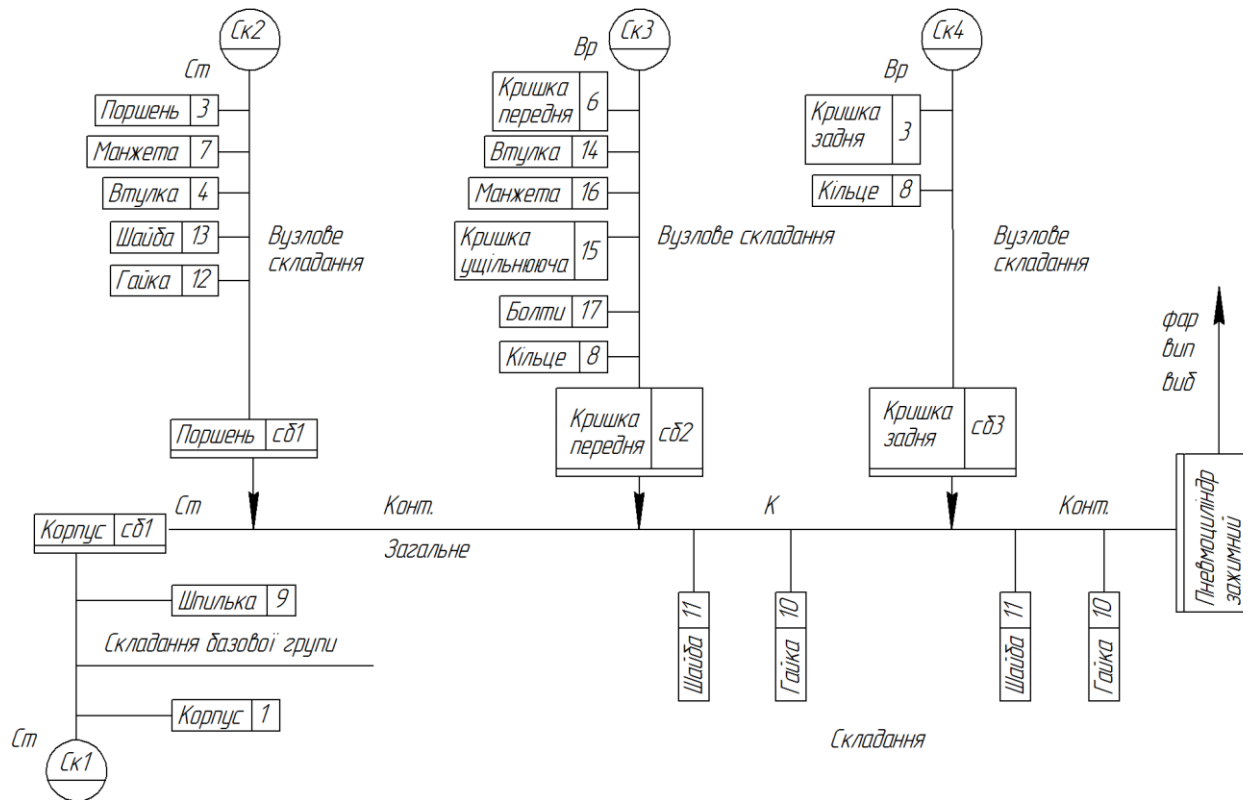 Ск2
Ст
Поршень 3
Манжета 7
Втулка 4
Шайба 13
Гайка 12
Вузлове
складання
Поршень сб1
Ск3
Вр
Кришка
передня 6
Втулка 14
Манжета 16
Кришка
ущільнююча 15
Болти 17
Кільце 8
Вузлове складання
Кришка
передня сб2
Ск4
Вр
Кришка
задня 3
Кільце 8
Вузлове
складання
Кришка
задня сб3
фар
вип
виб
Пневмоциліндр
зажимний
Корпус сб1
Ст
Конт.
К
Конт.
Загальне
Шпилька 9
Складання базової групи
Корпус 1
Ст
Ск1
Шайба 11
Гайка 10
Шайба 11
Гайка 10
Складання